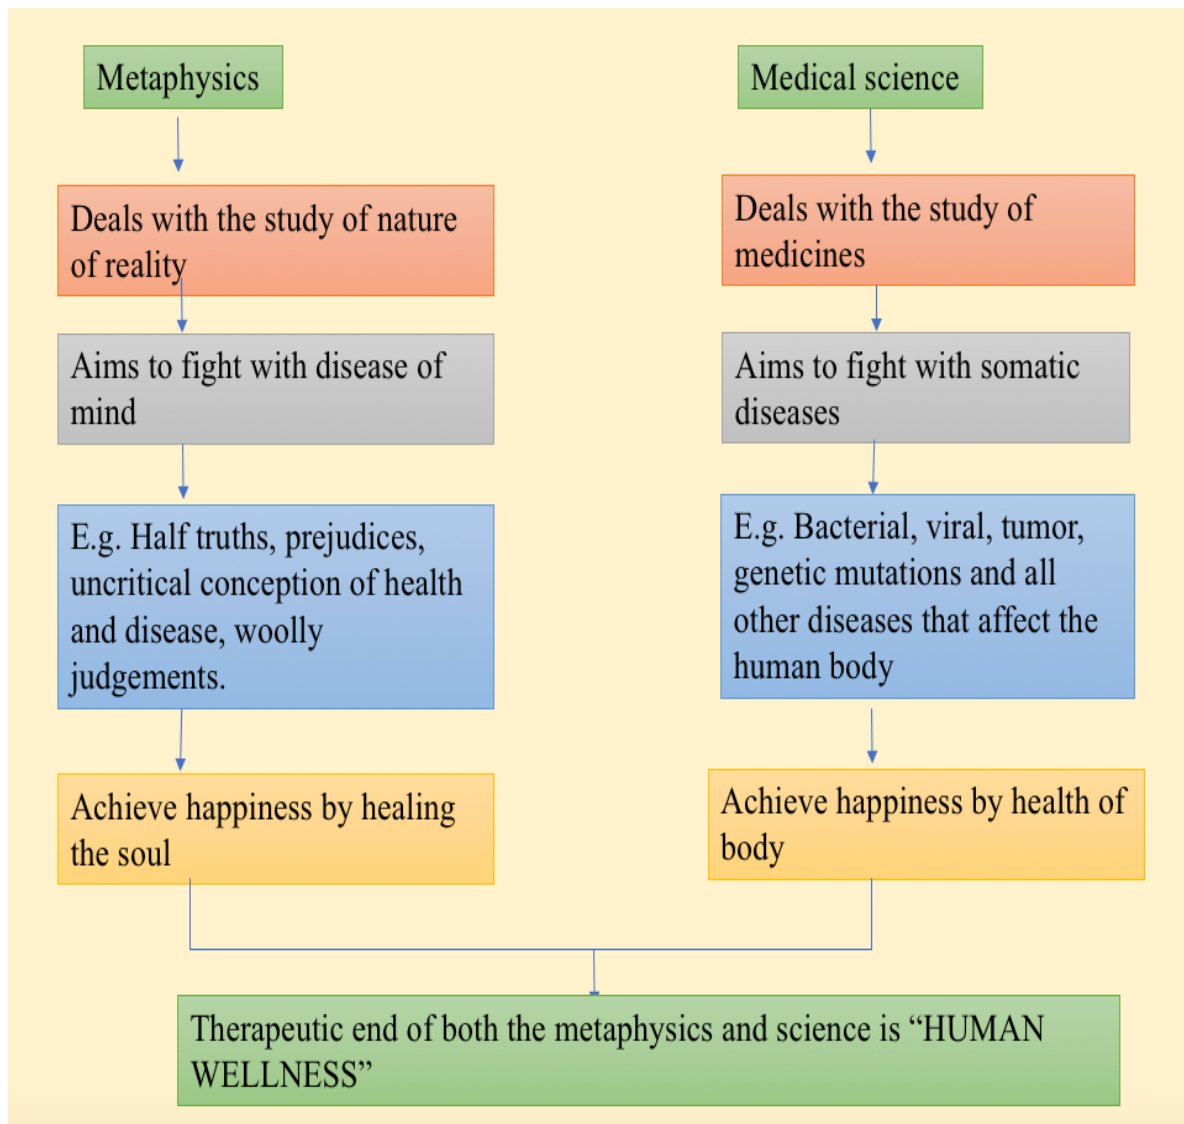 Metaphysics
Deals with the study of nature
of reality
Aims to fight with disease of
mind
E.g. Half truths, prejudices,
uncritical conception of health
and disease, woolly
judgements.
Achieve happiness by healing
the soul
Medical science
Deals with the study of
medicines
Aims to fight with somatic
diseases
E.g. Bacterial, viral, tumor,
genetic mutations and all
other diseases that affect the
human body
Achieve happiness by health of
body
Therapeutic end of both the metaphysics and science is “HUMAN
WELLNESS”